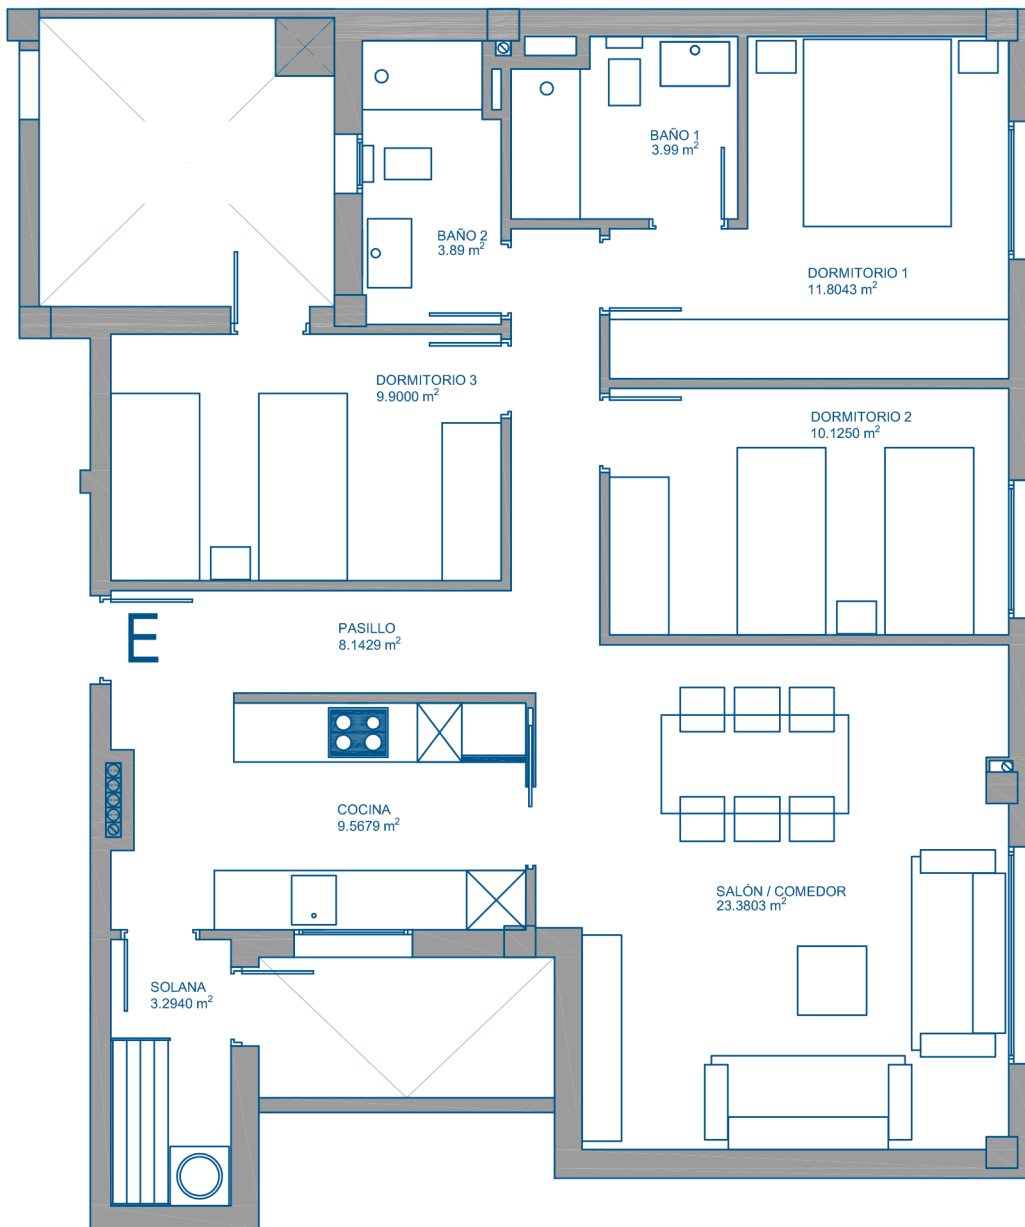 BAÑO 1
3.99 m²
BAÑO 2
3.89 m²
DORMITORIO 1
11.8043 m²
DORMITORIO 3
9.9000 m²
DORMITORIO 2
10.1250 m²
E
PASILLO
8.1429 m²
COCINA
9.5679 m²
SALÓN / COMEDOR
23.3803 m²
SOLANA
3.2940 m²